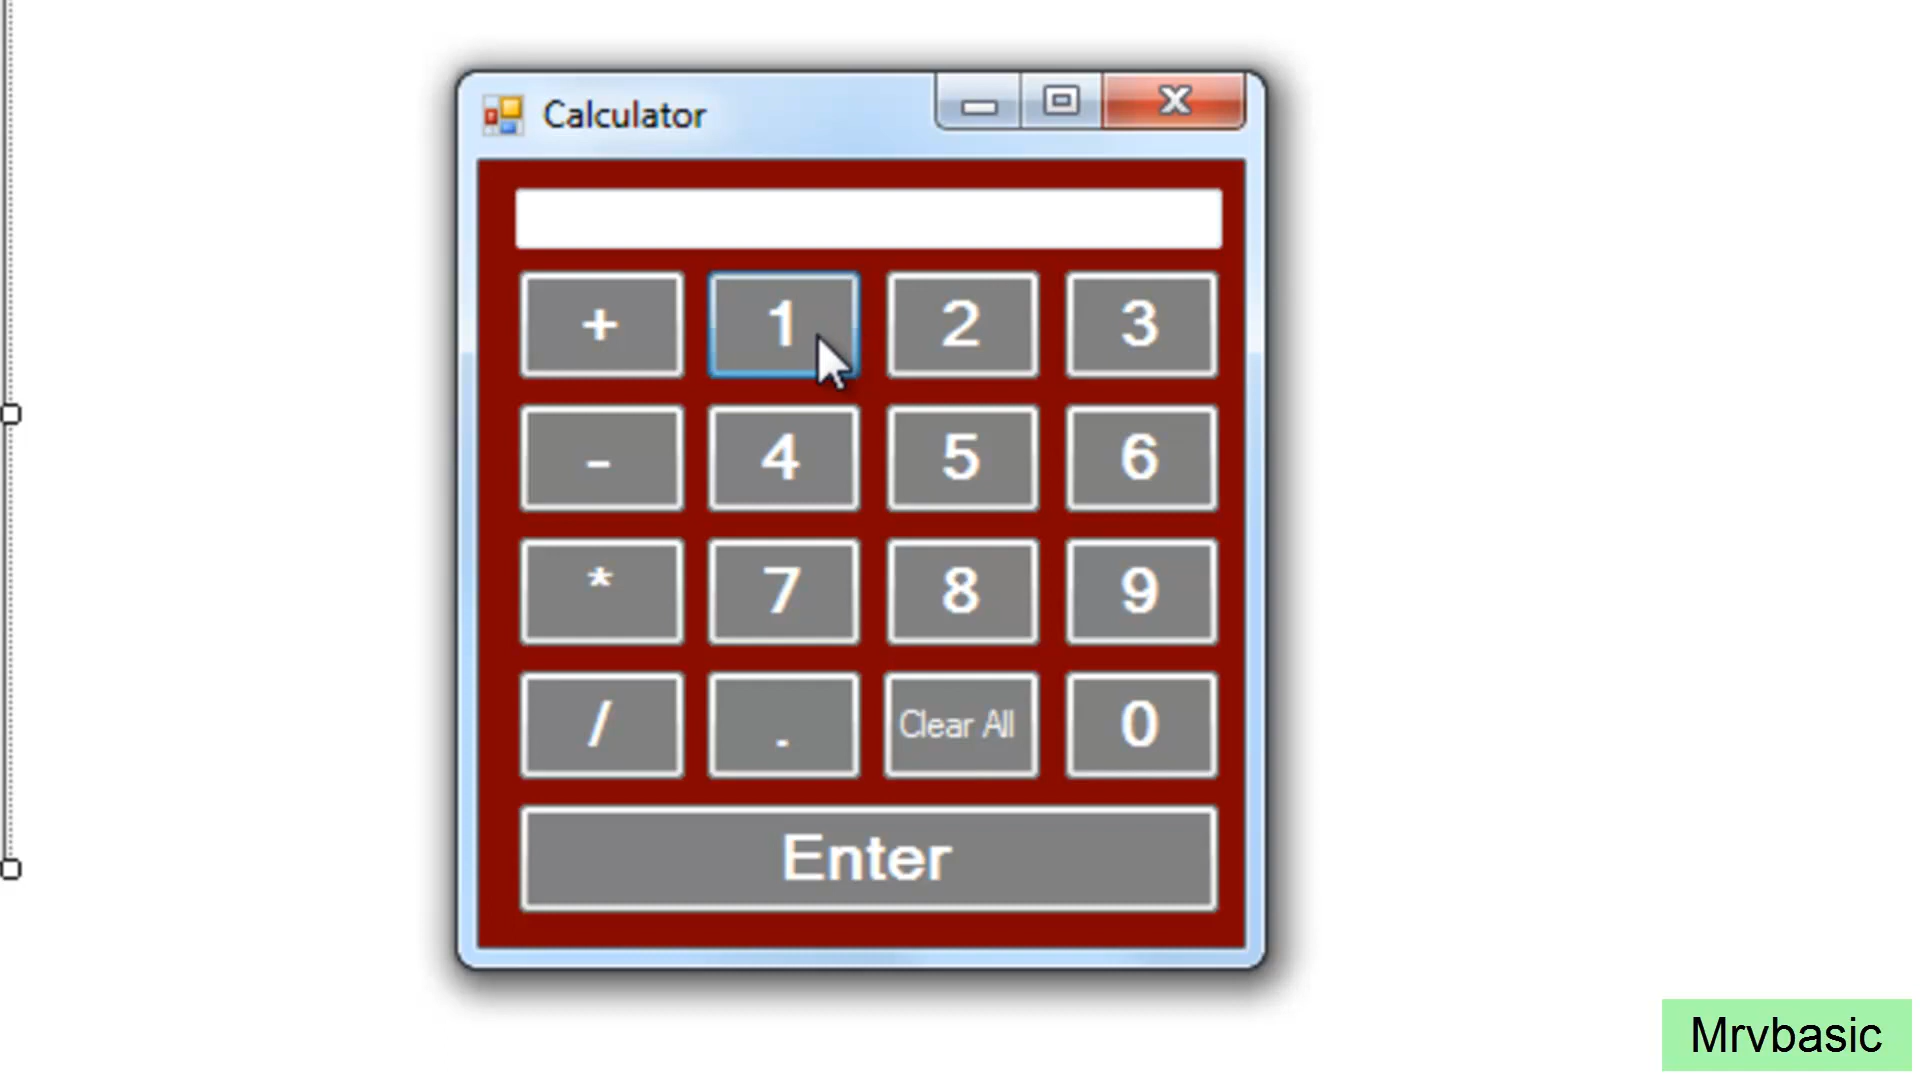 Calculator
+ 1 2 3
- 4 5 6
* 7 8 9
/ . Clear All 0
Enter
Mrvbasic